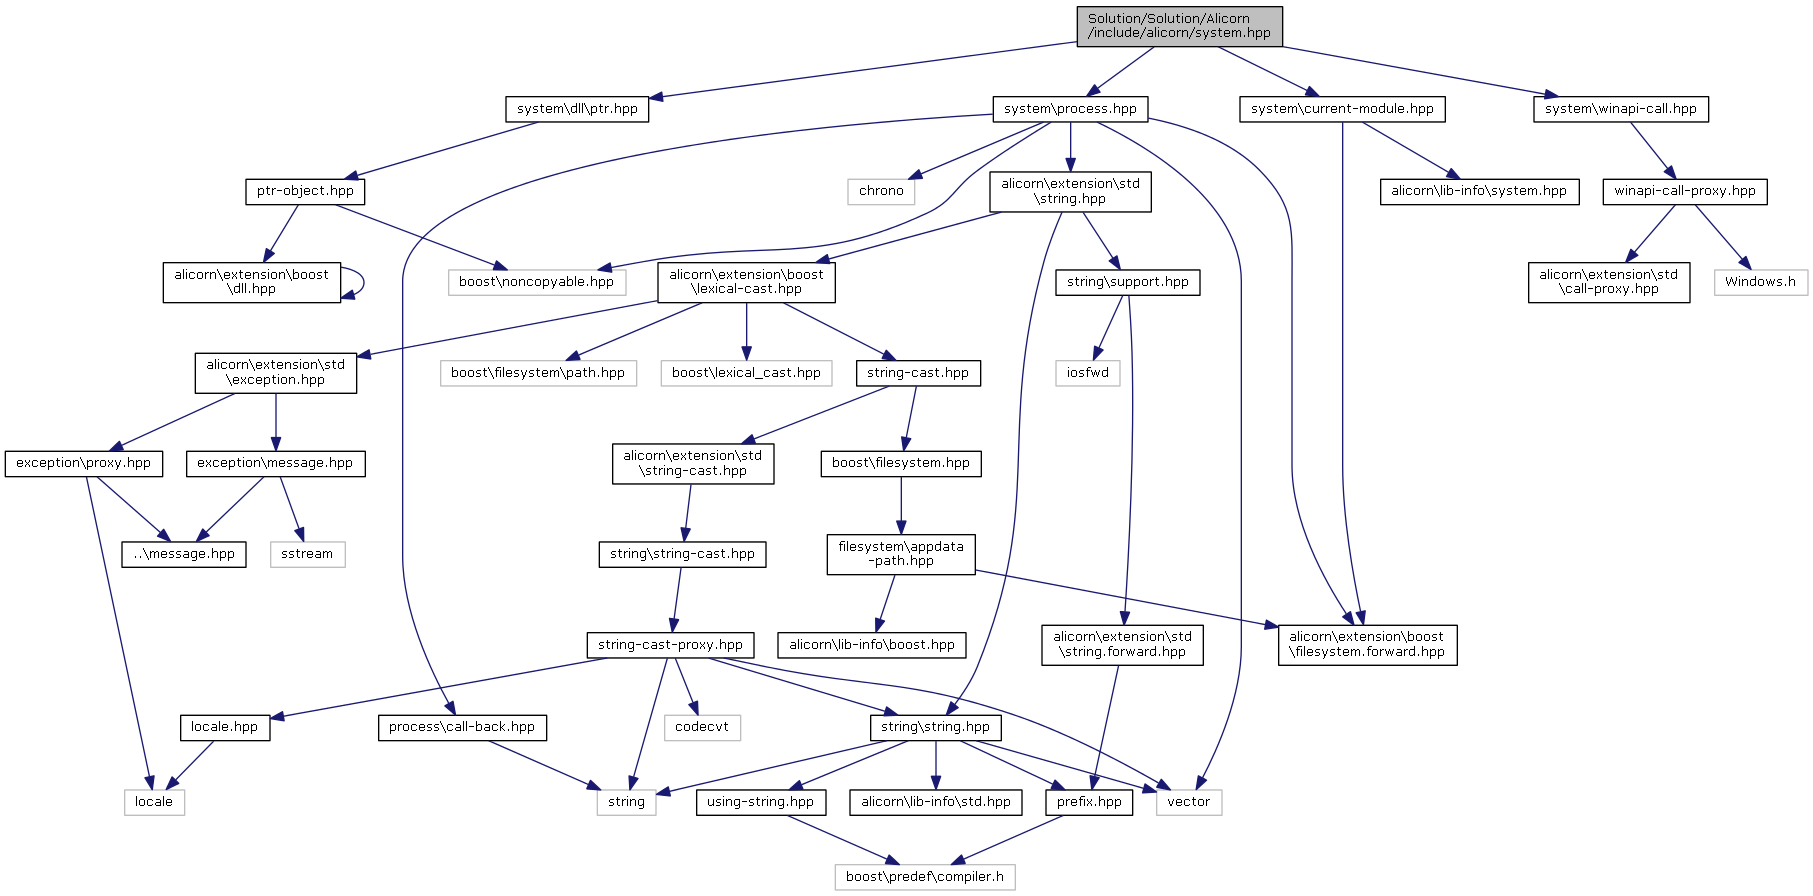 Solution/Solution/Alicorn
/include/alicorn/system.hpp
system\dll\ptr.hpp
system\process.hpp
system\current-module.hpp
system\winapi-call.hpp
ptr-object.hpp
chrono
alicorn\extension\std
\string.hpp
alicorn\lib-info\system.hpp
winapi-call-proxy.hpp
alicorn\extension\boost
\dll.hpp
boost\noncopyable.hpp
alicorn\extension\boost
\lexical-cast.hpp
string\support.hpp
alicorn\extension\std
\call-proxy.hpp
Windows.h
alicorn\extension\std
\exception.hpp
boost\filesystem\path.hpp
boost\lexical_cast.hpp
string-cast.hpp
iosfwd
exception\proxy.hpp
exception\message.hpp
alicorn\extension\std
\string-cast.hpp
boost\filesystem.hpp
..\message.hpp
sstream
string\string-cast.hpp
filesystem\appdata
-path.hpp
string-cast-proxy.hpp
alicorn\lib-info\boost.hpp
alicorn\extension\std
\string.forward.hpp
alicorn\extension\boost
\filesystem.forward.hpp
locale.hpp
process\call-back.hpp
codecvt
string\string.hpp
locale
string
using-string.hpp
alicorn\lib-info\std.hpp
prefix.hpp
vector
boost\predef\compiler.h